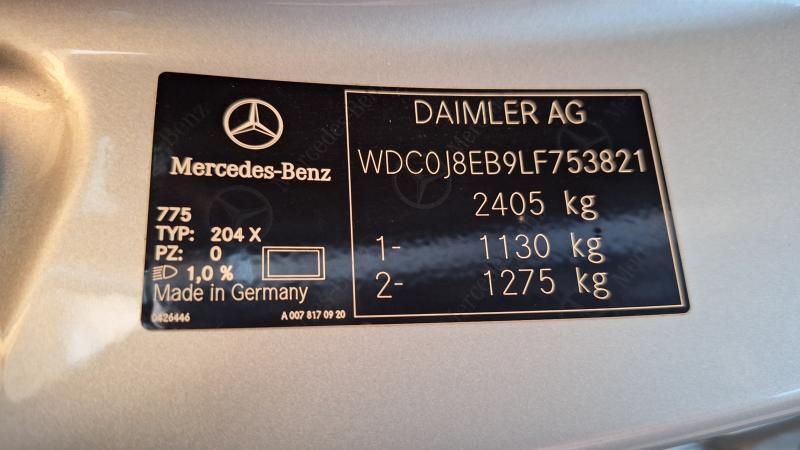 Mercedes-Benz
775
TYP: 204 X
PZ: 0
1,0 %
Made in Germany
0426446
A 007 817 09 20
DAIMLER AG
WDC0J8EB9LF753821
2405 kg
1- 1130 kg
2- 1275 kg